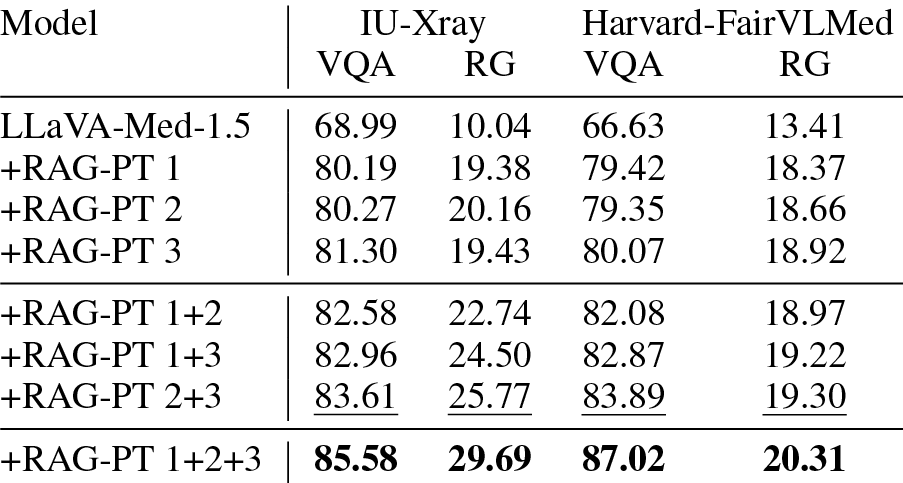 Model IU-Xray Harvard-FairVLMed
VQA RG VQA RG
LLaVA-Med-1.5 68.99 10.04 66.63 13.41
+RAG-PT 1 80.19 19.38 79.42 18.37
+RAG-PT 2 80.27 20.16 79.35 18.66
+RAG-PT 3 81.30 19.43 80.07 18.92
+RAG-PT 1+2 82.58 22.74 82.08 18.97
+RAG-PT 1+3 82.96 24.50 82.87 19.22
+RAG-PT 2+3 83.61 25.77 83.89 19.30
+RAG-PT 1+2+3 85.58 29.69 87.02 20.31